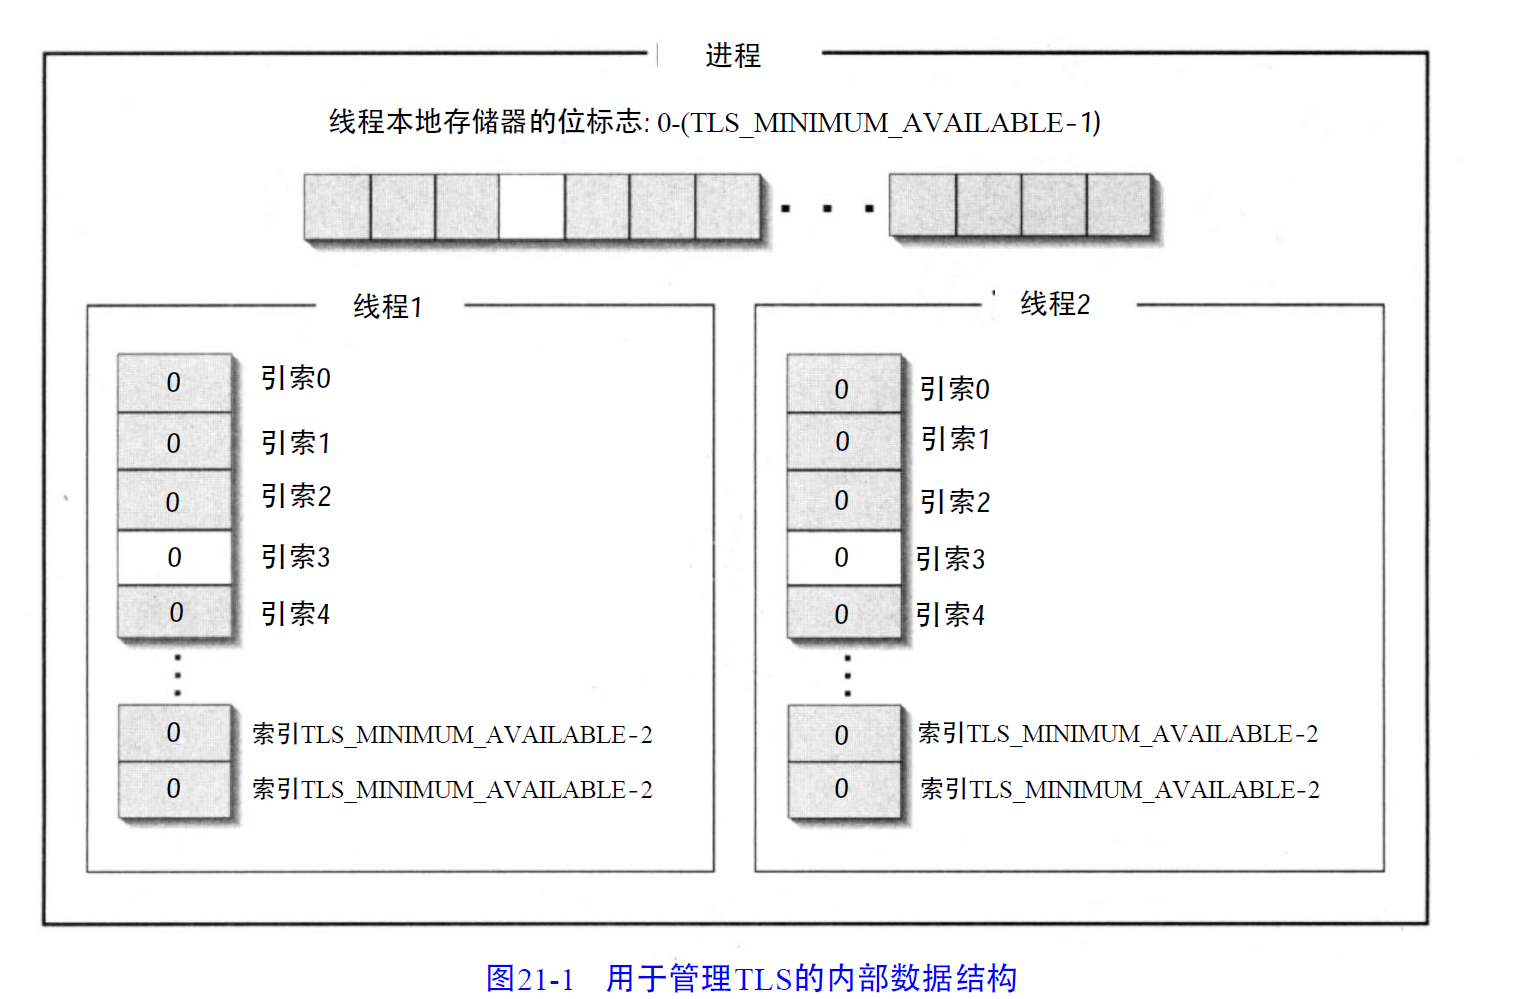 进程
线程本地存储器的位标志: 0-(TLS_MINIMUM_AVAILABLE-1)
线程1
0 引索0
0 引索1
0 引索2
0 引索3
0 引索4
0 索引TLS_MINIMUM_AVAILABLE-2
0 索引TLS_MINIMUM_AVAILABLE-2
线程2
0 引索0
0 引索1
0 引索2
0 引索3
0 引索4
0 索引TLS_MINIMUM_AVAILABLE-2
0 索引TLS_MINIMUM_AVAILABLE-2
图21-1 用于管理TLS的内部数据结构